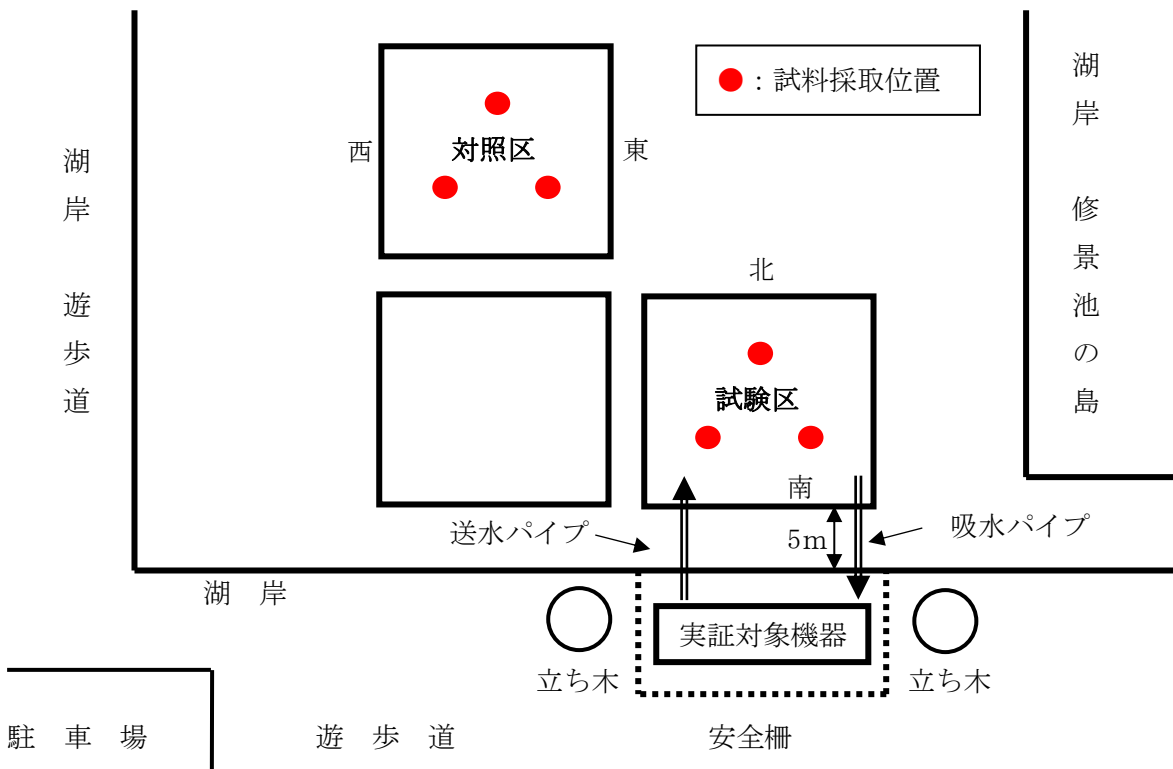 ●：試料採取位置
湖岸　遊歩道
西
対照区
東
湖岸　修景池の島
北
試験区
南
送水パイプ
5m
吸水パイプ
湖　岸
実証対象機器
立ち木
立ち木
駐　車　場
遊　歩　道
安全柵